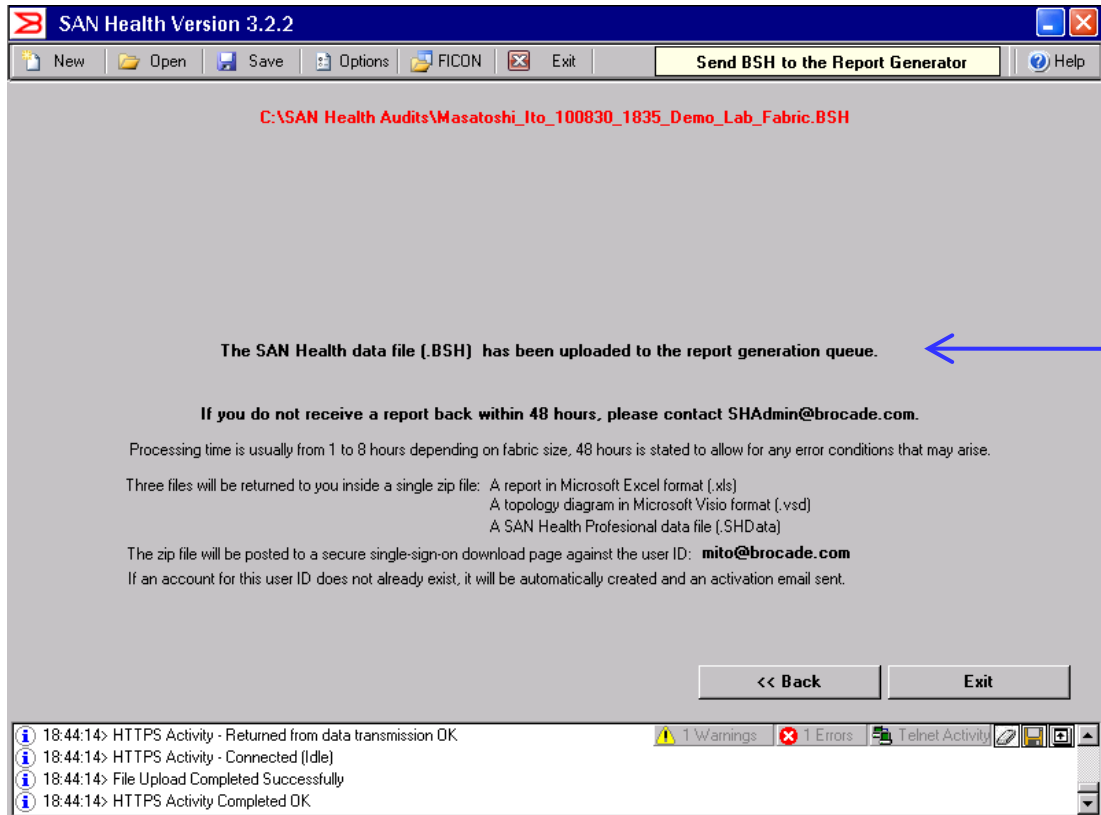 SAN Health Version 3.2.2
New Open Save Options FICON Exit Send BSH to the Report Generator Help
C:\SAN Health Audits\Masatoshi_Ito_100830_1835_Demo_Lab_Fabric.BSH
The SAN Health data file (.BSH) has been uploaded to the report generation queue.
If you do not receive a report back within 48 hours, please contact SHAdmin@brocade.com.
Processing time is usually from 1 to 8 hours depending on fabric size, 48 hours is stated to allow for any error conditions that may arise.
Three files will be returned to you inside a single zip file: A report in Microsoft Excel format (.xls)
A topology diagram in Microsoft Visio format (.vsd)
A SAN Health Profesional data file (.SHData)
The zip file will be posted to a secure single-sign-on download page against the user ID: mito@brocade.com
If an account for this user ID does not already exist, it will be automatically created and an activation email sent.
<< Back Exit
18:44:14> HTTPS Activity - Returned from data transmission OK 1 Warnings 1 Errors Telnet Activity
18:44:14> HTTPS Activity - Connected (Idle)
18:44:14> File Upload Completed Successfully
18:44:14> HTTPS Activity Completed OK